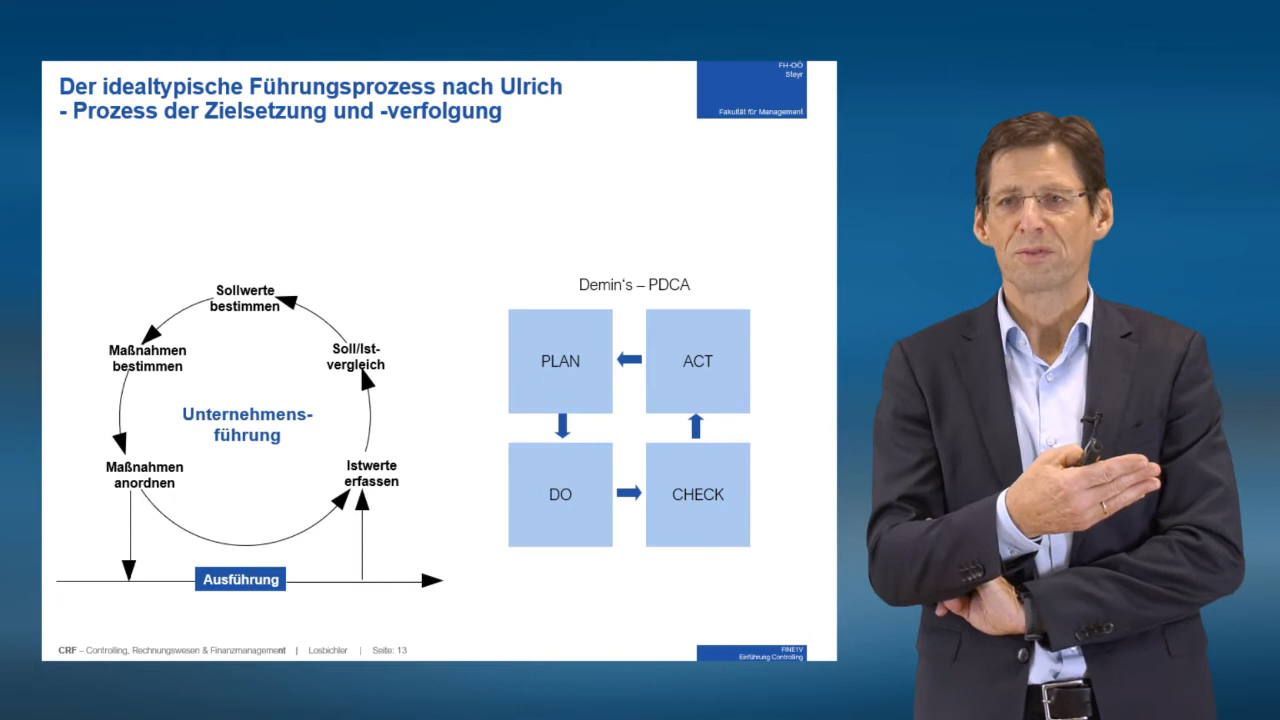 Der idealtypische Führungsprozess nach Ulrich
- Prozess der Zielsetzung und -verfolgung
FH-OÖ
Steyr
Fakultät für Management
Sollwerte
bestimmen
Maßnahmen
bestimmen
Soll/Ist-
vergleich
Unternehmens-
führung
Maßnahmen
anordnen
Istwerte
erfassen
Ausführung
Demin's – PDCA
PLAN
ACT
DO
CHECK
CRF – Controlling, Rechnungswesen & Finanzmanagement | Losbichler | Seite: 13
FINE1V
Einführung Controlling